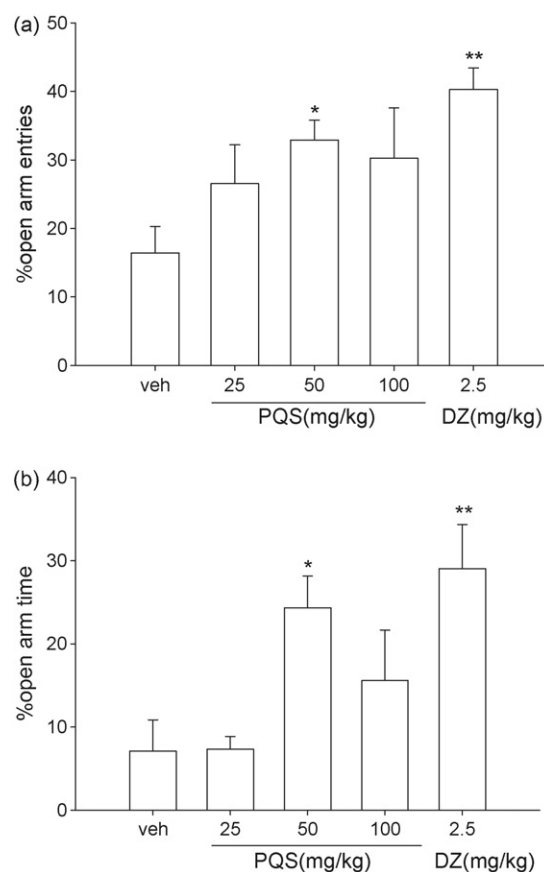 (a)
50
40
30
20
10
0
%open arm entries
*
**
veh 25 50 100 2.5
PQS(mg/kg) DZ(mg/kg)
(b)
40
30
20
10
0
%open arm time
*
**
veh 25 50 100 2.5
PQS(mg/kg) DZ(mg/kg)